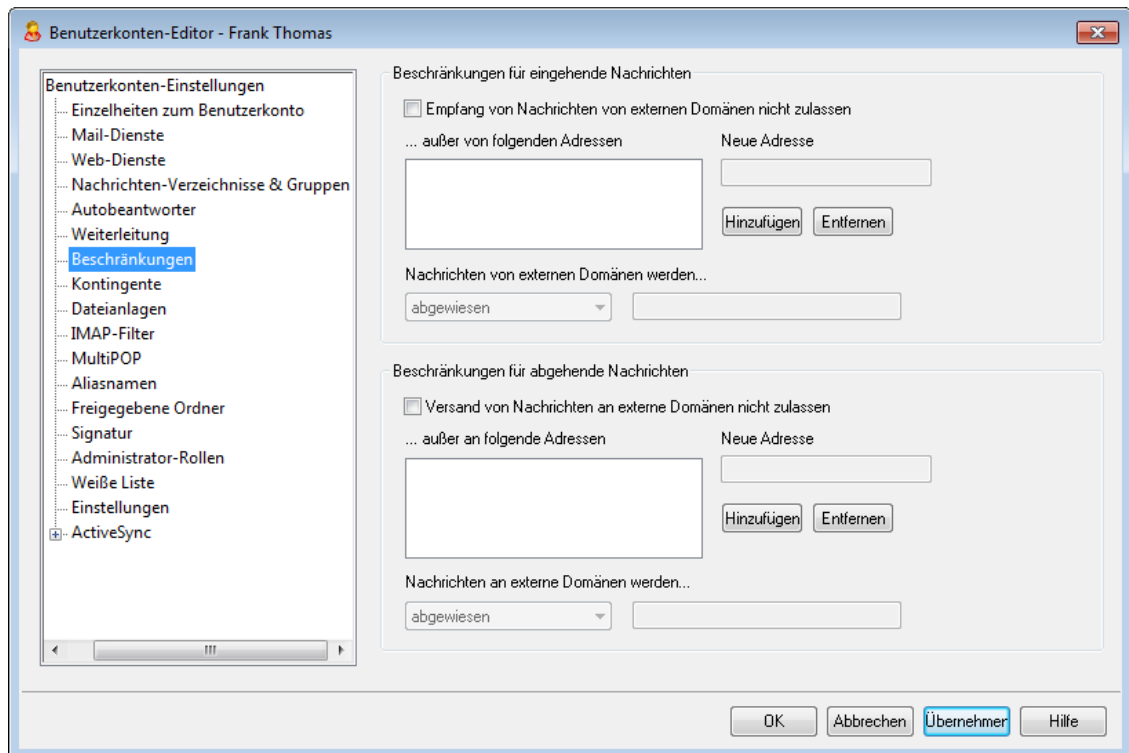 Benutzerkonten-Editor - Frank Thomas
Benutzerkonten-Einstellungen
Einzelheiten zum Benutzerkonto
Mail-Dienste
Web-Dienste
Nachrichten-Verzeichnisse & Gruppen
Autobeantworter
Weiterleitung
Beschränkungen
Kontingente
Dateianlagen
IMAP-Filter
MultiPOP
Aliasnamen
Freigegebene Ordner
Signatur
Administrator-Rollen
Weiße Liste
Einstellungen
ActiveSync
Beschränkungen für eingehende Nachrichten
Empfang von Nachrichten von externen Domänen nicht zulassen
... außer von folgenden Adressen
Neue Adresse
Hinzufügen
Entfernen
Nachrichten von externen Domänen werden...
abgewiesen
Beschränkungen für abgehende Nachrichten
Versand von Nachrichten an externe Domänen nicht zulassen
... außer an folgende Adressen
Neue Adresse
Hinzufügen
Entfernen
Nachrichten an externe Domänen werden...
abgewiesen
OK
Abbrechen
Übernehmen
Hilfe